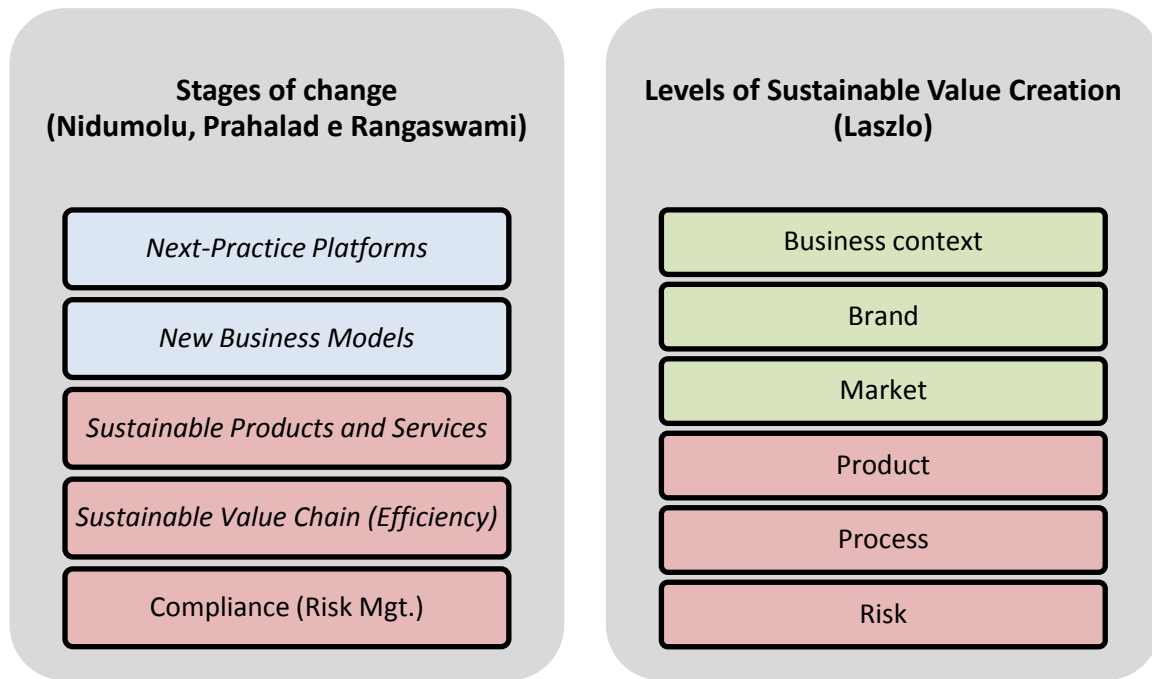 Stages of change
(Nidumolu, Prahalad e Rangaswami)
Next-Practice Platforms
New Business Models
Sustainable Products and Services
Sustainable Value Chain (Efficiency)
Compliance (Risk Mgt.)
Levels of Sustainable Value Creation
(Laszlo)
Business context
Brand
Market
Product
Process
Risk